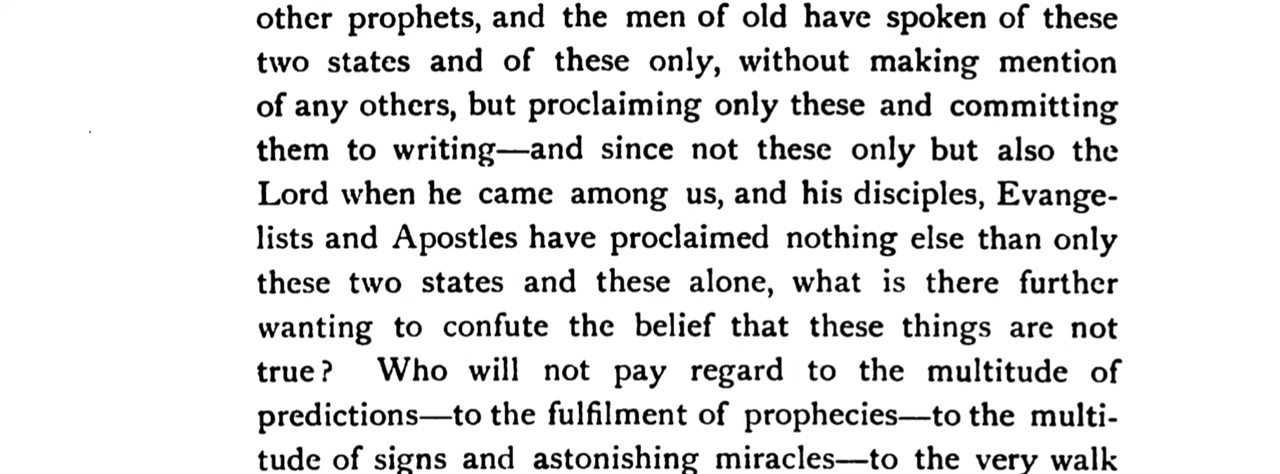 other prophets, and the men of old have spoken of these
two states and of these only, without making mention
of any others, but proclaiming only these and committing
them to writing—and since not these only but also the
Lord when he came among us, and his disciples, Evange-
lists and Apostles have proclaimed nothing else than only
these two states and these alone, what is there further
wanting to confute the belief that these things are not
true? Who will not pay regard to the multitude of
predictions—to the fulfilment of prophecies—to the multi-
tude of signs and astonishing miracles—to the very walk